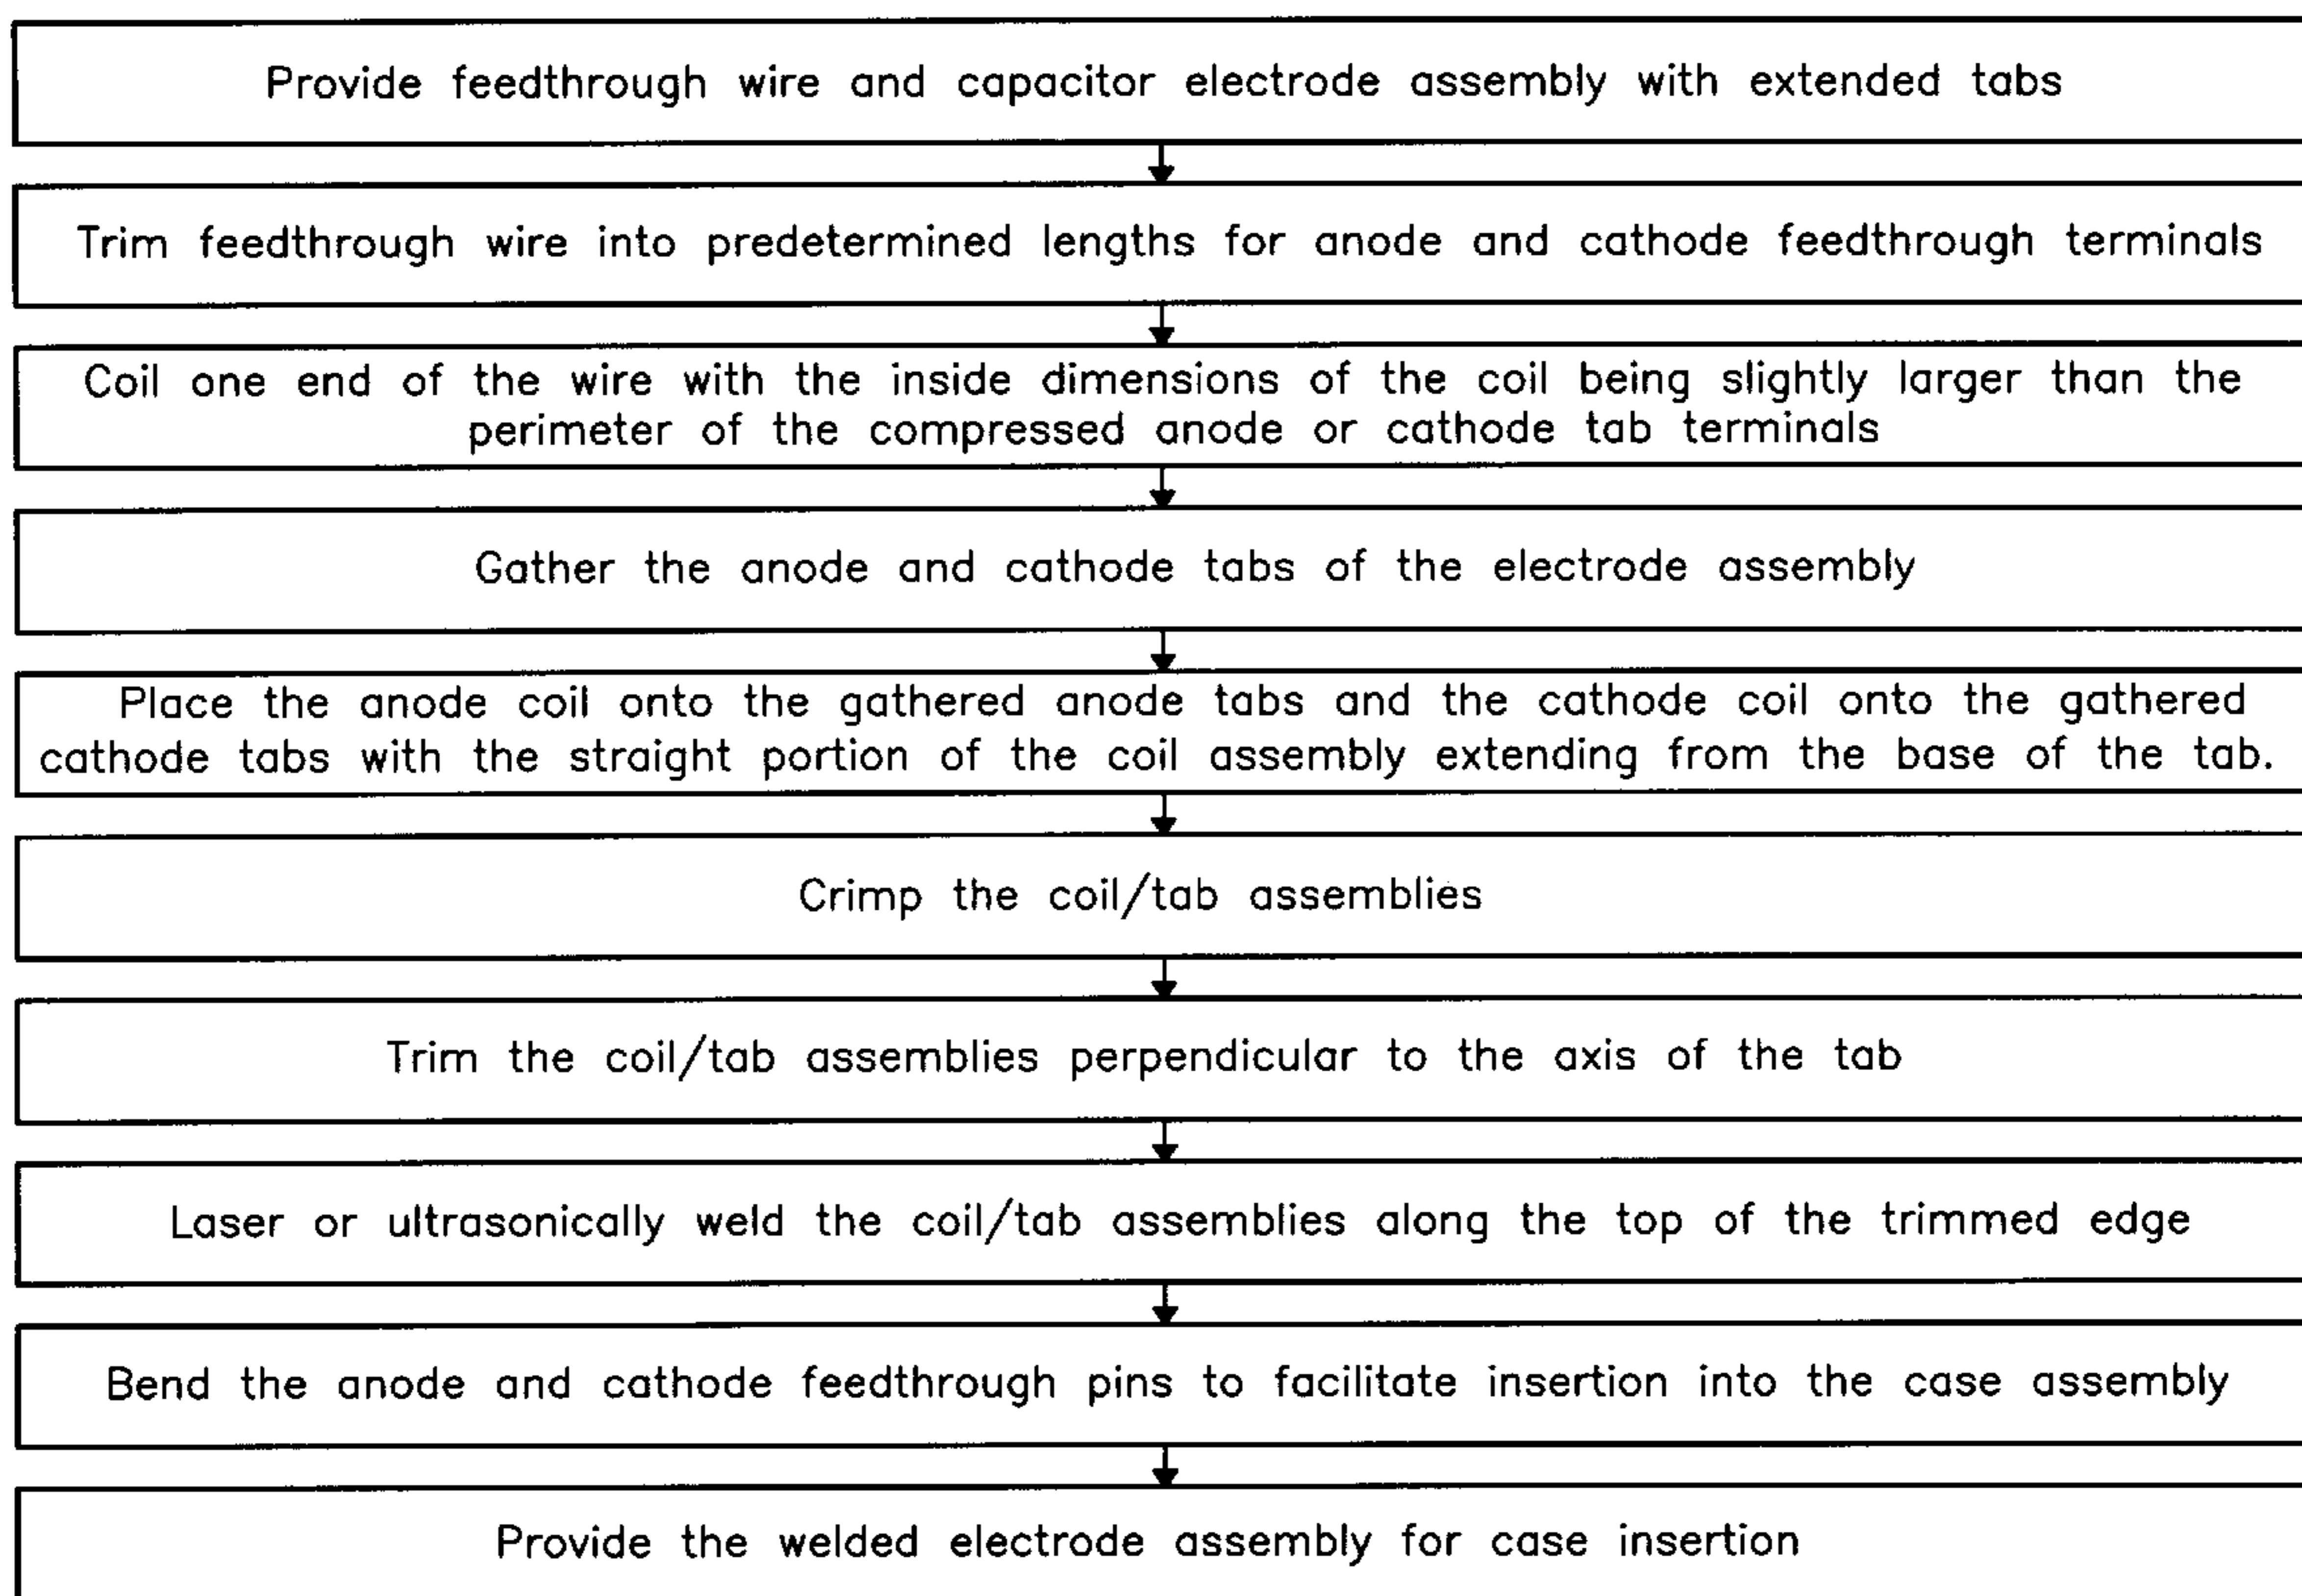 Provide feedthrough wire and capacitor electrode assembly with extended tabs
Trim feedthrough wire into predetermined lengths for anode and cathode feedthrough terminals
Coil one end of the wire with the inside dimensions of the coil being slightly larger than the
perimeter of the compressed anode or cathode tab terminals
Gather the anode and cathode tabs of the electrode assembly
Place the anode coil onto the gathered anode tabs and the cathode coil onto the gathered
cathode tabs with the straight portion of the coil assembly extending from the base of the tab.
Crimp the coil/tab assemblies
Trim the coil/tab assemblies perpendicular to the axis of the tab
Laser or ultrasonically weld the coil/tab assemblies along the top of the trimmed edge
Bend the anode and cathode feedthrough pins to facilitate insertion into the case assembly
Provide the welded electrode assembly for case insertion